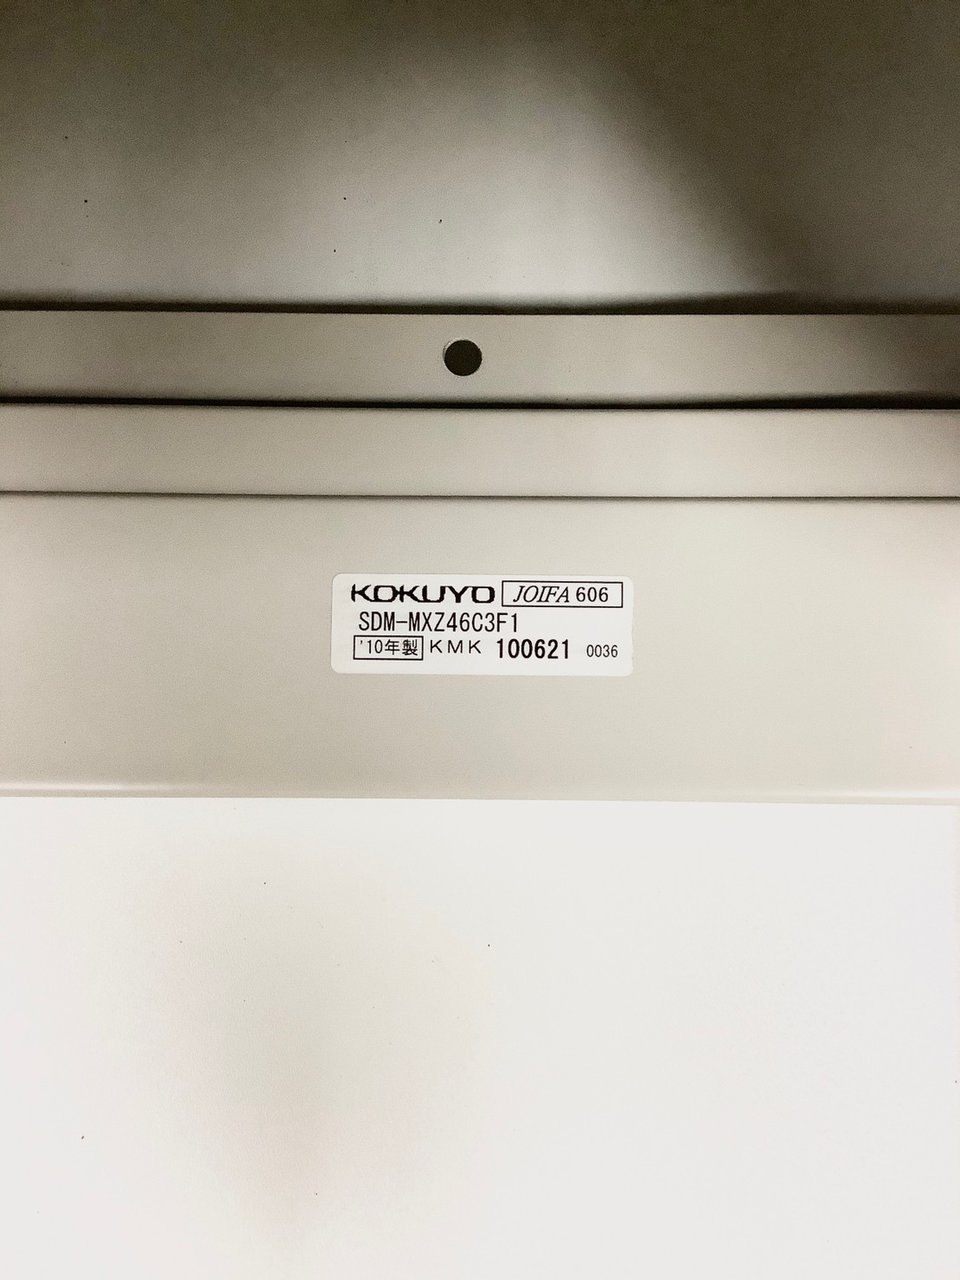 KOKUYO JOIFA 606
SDM-MXZ46C3F1
'10年製 KMK 100621 0036